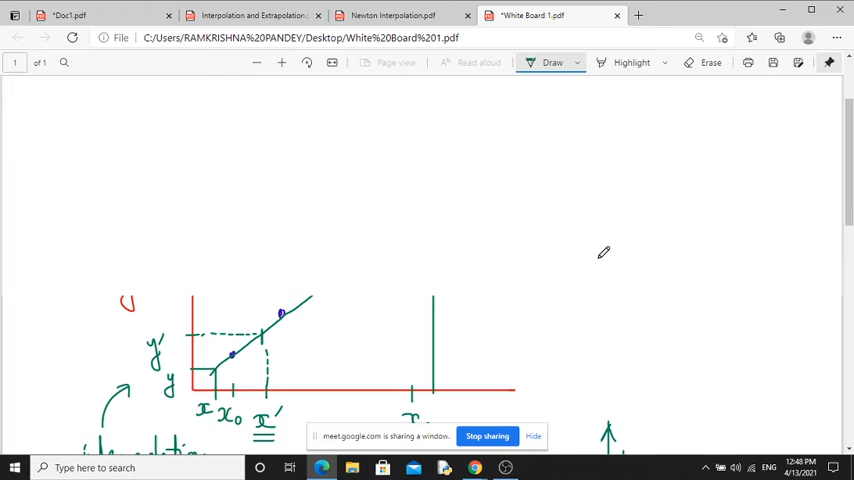 *Doc1.pdf
Interpolation and Extrapolation.
Newton Interpolation.pdf
*White Board 1.pdf
File
C:/Users/RAMKRISHNA%20PANDEY/Desktop/White%20Board%201.pdf
1 of 1
Page view
Read aloud
Draw
Highlight
Erase
y'
y
x x₀ x'
meet.google.com is sharing a window.
Stop sharing
Hide
Type here to search
ENG
12:48 PM
4/13/2021